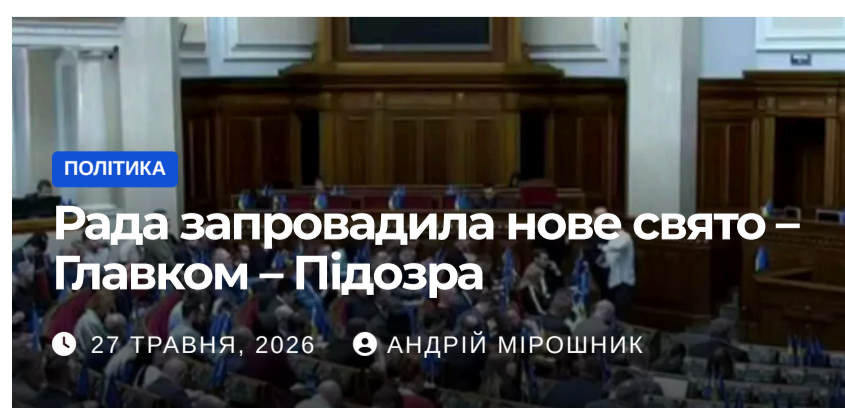 ПОЛІТИКА
Рада запровадила нове свято –
Главком – Підозра
27 ТРАВНЯ, 2026 АНДРІЙ МІРОШНИК